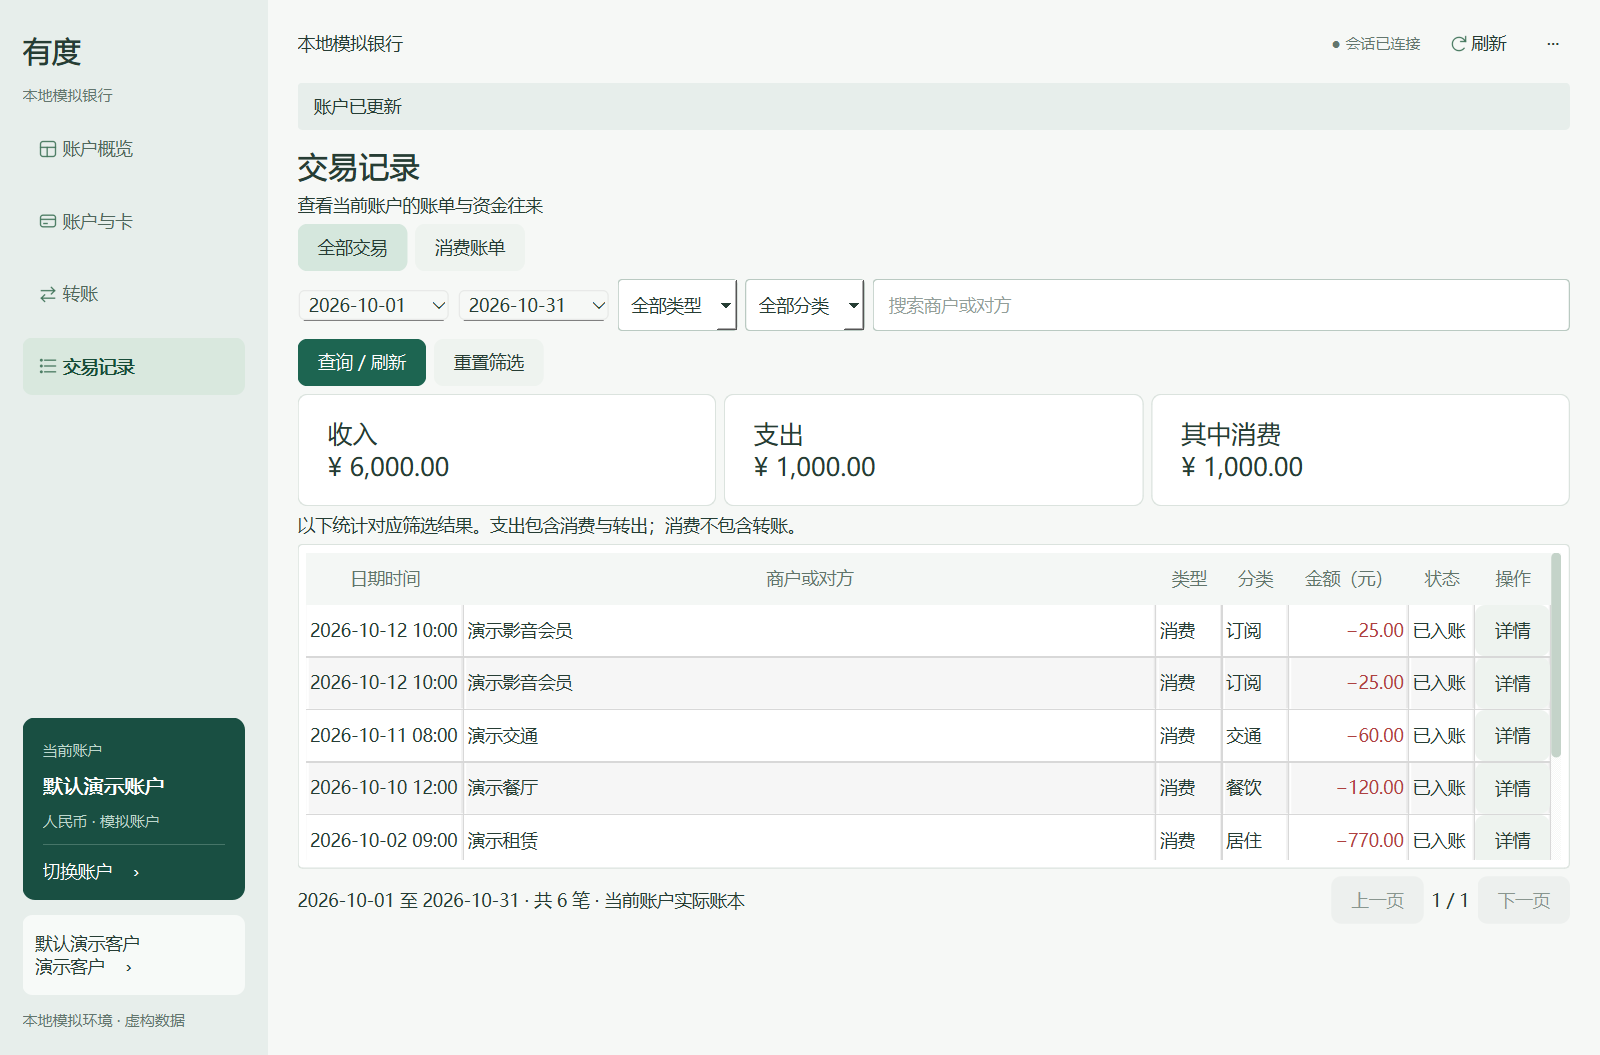 有度
本地模拟银行
账户概览
账户与卡
转账
交易记录
当前账户
默认演示账户
人民币 · 模拟账户
切换账户 ›
默认演示客户
演示客户 ›
本地模拟环境 · 虚构数据
本地模拟银行
● 会话已连接 刷新 ...
账户已更新
交易记录
查看当前账户的账单与资金往来
全部交易 消费账单
2026-10-01 2026-10-31 全部类型 全部分类 搜索商户或对方
查询 / 刷新 重置筛选
收入
¥ 6,000.00
支出
¥ 1,000.00
其中消费
¥ 1,000.00
以下统计对应筛选结果。支出包含消费与转出；消费不包含转账。
日期时间 商户或对方 类型 分类 金额（元） 状态 操作
2026-10-12 10:00 演示影音会员 消费 订阅 −25.00 已入账 详情
2026-10-12 10:00 演示影音会员 消费 订阅 −25.00 已入账 详情
2026-10-11 08:00 演示交通 消费 交通 −60.00 已入账 详情
2026-10-10 12:00 演示餐厅 消费 餐饮 −120.00 已入账 详情
2026-10-02 09:00 演示租赁 消费 居住 −770.00 已入账 详情
2026-10-01 至 2026-10-31 · 共 6 笔 · 当前账户实际账本
上一页 1 / 1 下一页